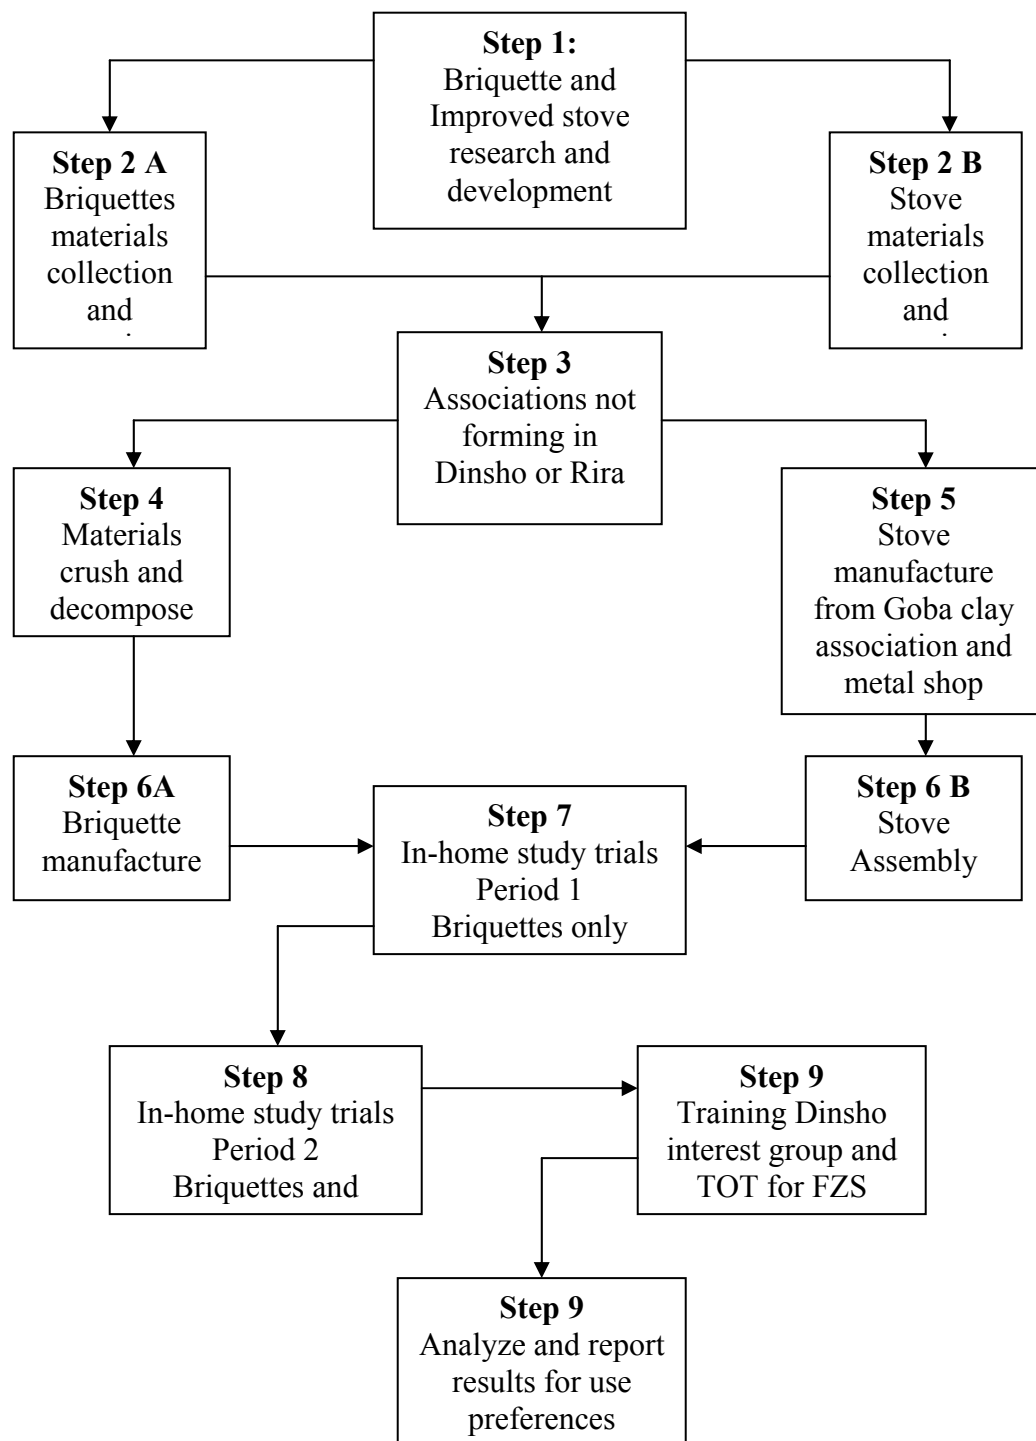 Step 1:
Briquette and
Improved stove
research and
development
Step 2 A
Briquettes
materials
collection
and
Step 2 B
Stove
materials
collection
and
Step 3
Associations not
forming in
Dinsho or Rira
Step 4
Materials
crush and
decompose
Step 5
Stove
manufacture
from Goba clay
association and
metal shop
Step 6A
Briquette
manufacture
Step 7
In-home study trials
Period 1
Briquettes only
Step 6 B
Stove
Assembly
Step 8
In-home study trials
Period 2
Briquettes and
Step 9
Training Dinsho
interest group and
TOT for FZS
Step 9
Analyze and report
results for use
preferences